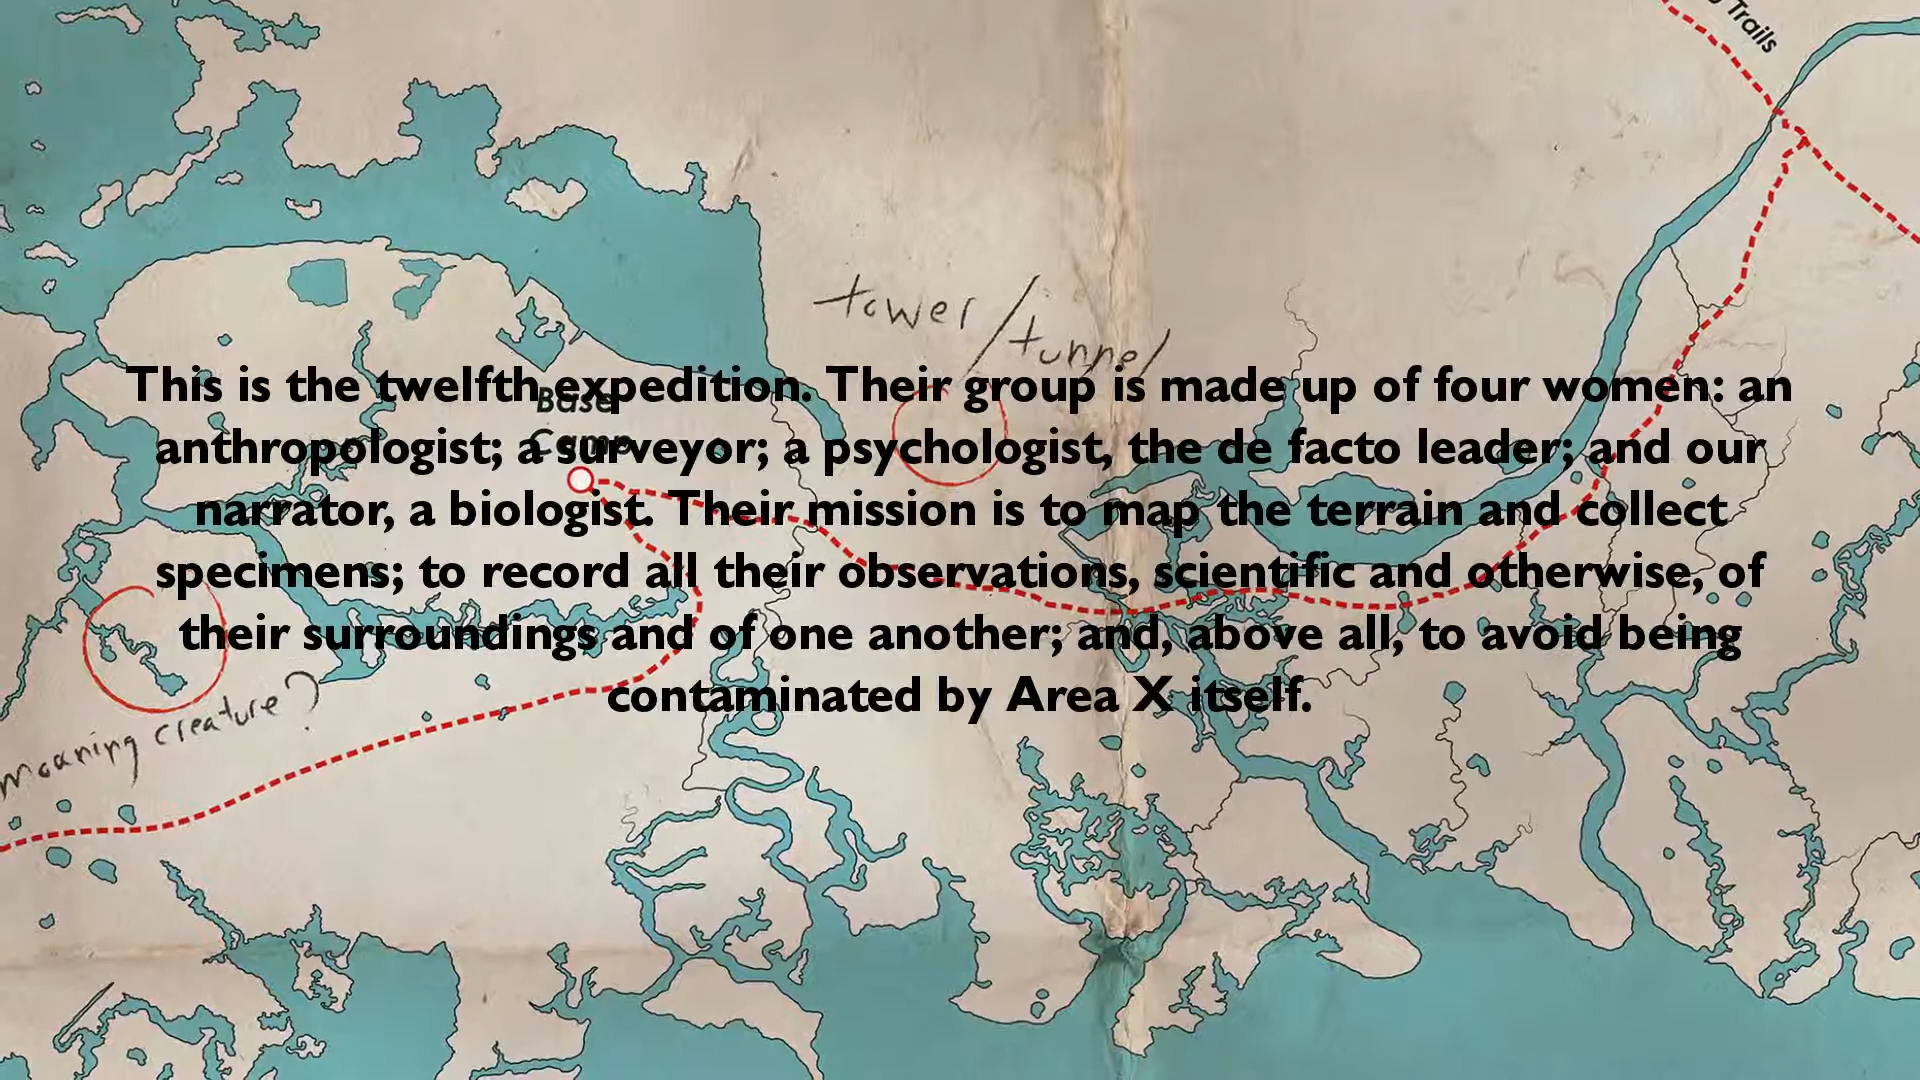 Trails
tower/
tunnel
This is the twelfth expedition. Their group is made up of four women: an
Base
anthropologist; a surveyor; a psychologist, the de facto leader; and our
Camp
narrator, a biologist. Their mission is to map the terrain and collect
specimens; to record all their observations, scientific and otherwise, of
their surroundings and of one another; and, above all, to avoid being
contaminated by Area X itself.
moaning creature?